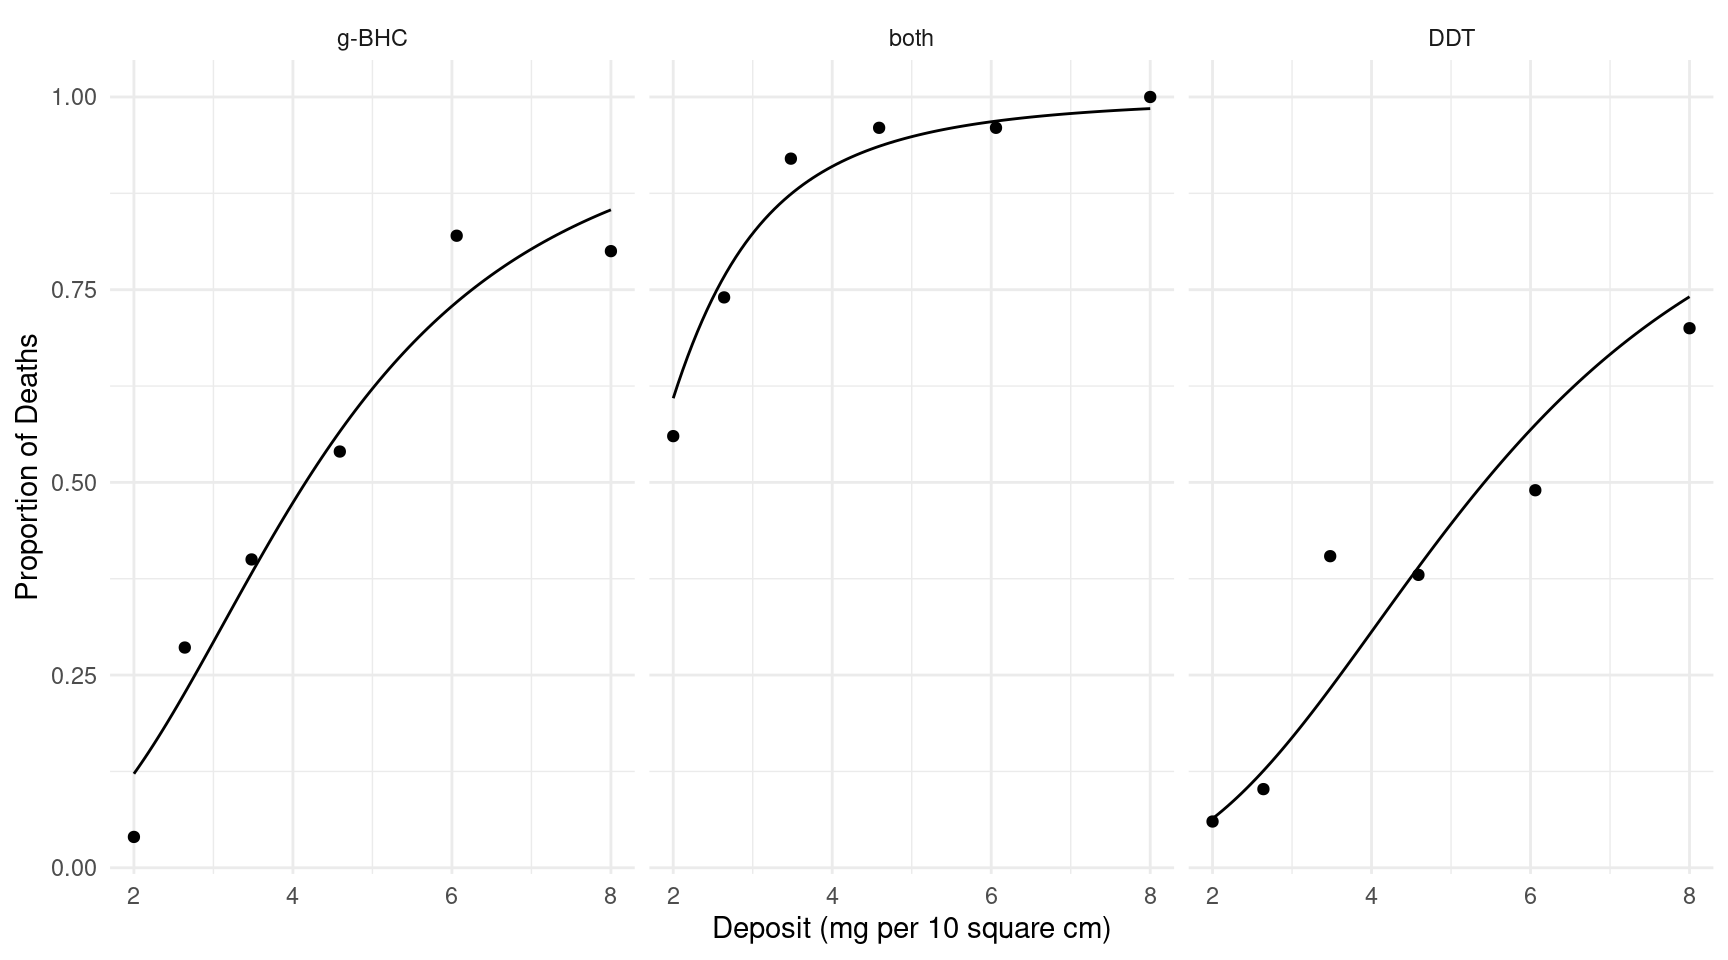 g-BHC both DDT
1.00
0.75
0.50
0.25
0.00
2 4 6 8 2 4 6 8 2 4 6 8
Deposit (mg per 10 square cm)
Proportion of Deaths